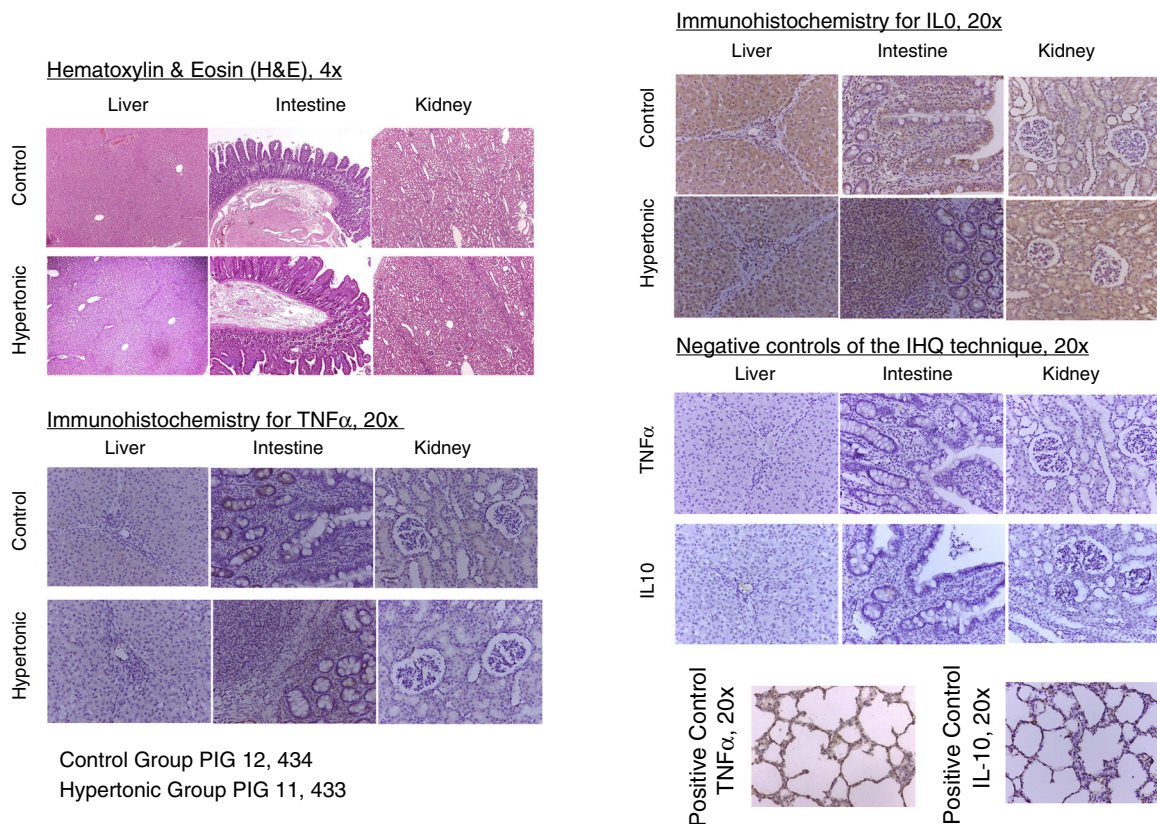 Hematoxylin & Eosin (H&E), 4x
Liver Intestine Kidney
Control
Hypertonic
Immunohistochemistry for TNFα, 20x
Liver Intestine Kidney
Control
Hypertonic
Control Group PIG 12, 434
Hypertonic Group PIG 11, 433
Immunohistochemistry for IL0, 20x
Liver Intestine Kidney
Control
Hypertonic
Negative controls of the IHQ technique, 20x
Liver Intestine Kidney
TNFα
IL10
Positive Control
TNFα, 20x
Positive Control
IL-10, 20x